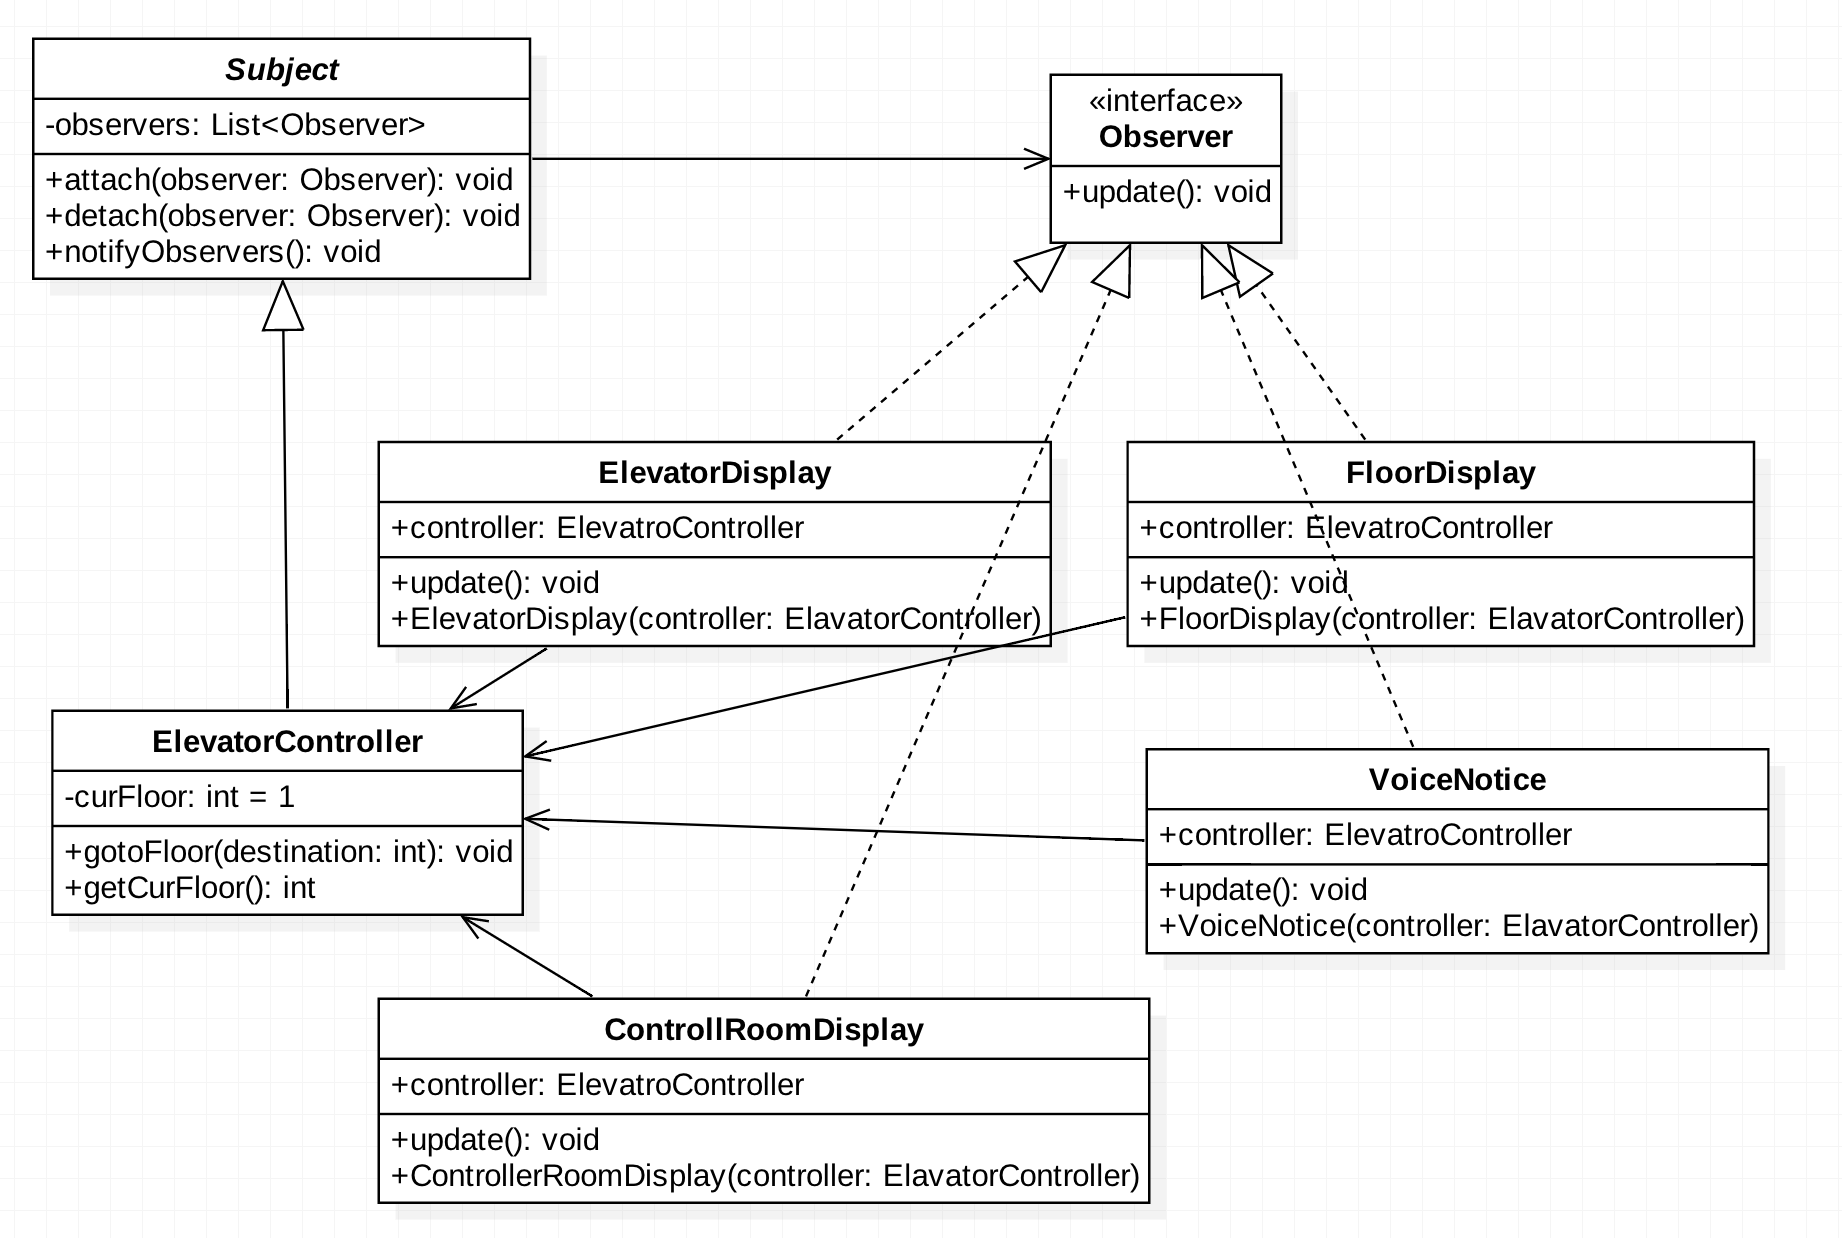 Subject
-observers: List<Observer>
+attach(observer: Observer): void
+detach(observer: Observer): void
+notifyObservers(): void
«interface»
Observer
+update(): void
ElevatorDisplay
+controller: ElevatroController
+update(): void
+ElevatorDisplay(controller: ElavatorController)
FloorDisplay
+controller: ElevatroController
+update(): void
+FloorDisplay(controller: ElavatorController)
ElevatorController
-curFloor: int = 1
+gotoFloor(destination: int): void
+getCurFloor(): int
VoiceNotice
+controller: ElevatroController
+update(): void
+VoiceNotice(controller: ElavatorController)
ControllRoomDisplay
+controller: ElevatroController
+update(): void
+ControllerRoomDisplay(controller: ElavatorController)